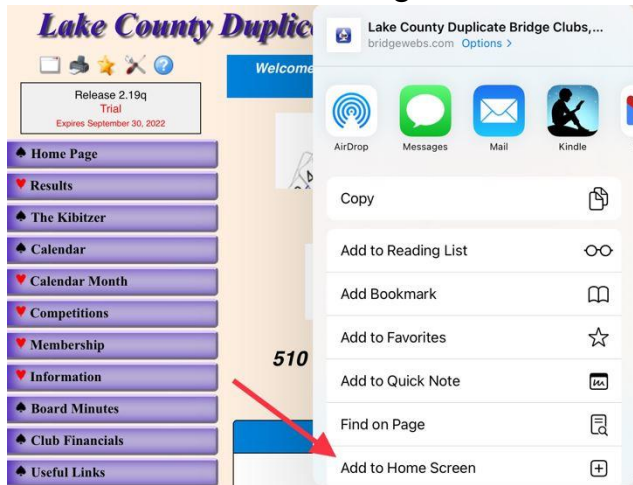 Lake County Duplic
Release 2.19q
Trial
Expires September 30, 2022
Home Page
Results
The Kibitzer
Calendar
Calendar Month
Competitions
Membership
Information
Board Minutes
Club Financials
Useful Links
Welcome
510
Lake County Duplicate Bridge Clubs,...
bridgewebs.com Options >
AirDrop
Messages
Mail
Kindle
Copy
Add to Reading List
Add Bookmark
Add to Favorites
Add to Quick Note
Find on Page
Add to Home Screen